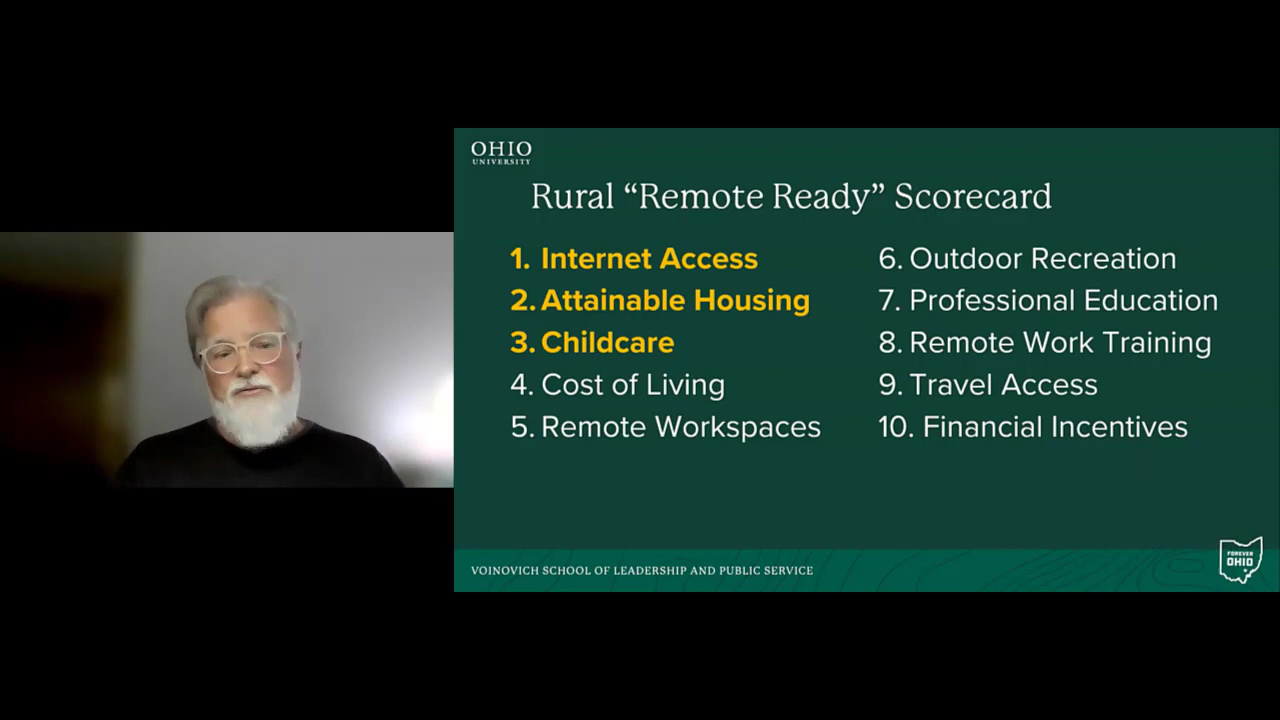 OHIO
UNIVERSITY
Rural “Remote Ready” Scorecard
1. Internet Access
2. Attainable Housing
3. Childcare
4. Cost of Living
5. Remote Workspaces
6. Outdoor Recreation
7. Professional Education
8. Remote Work Training
9. Travel Access
10. Financial Incentives
VOINOVICH SCHOOL OF LEADERSHIP AND PUBLIC SERVICE
FOREVER
OHIO